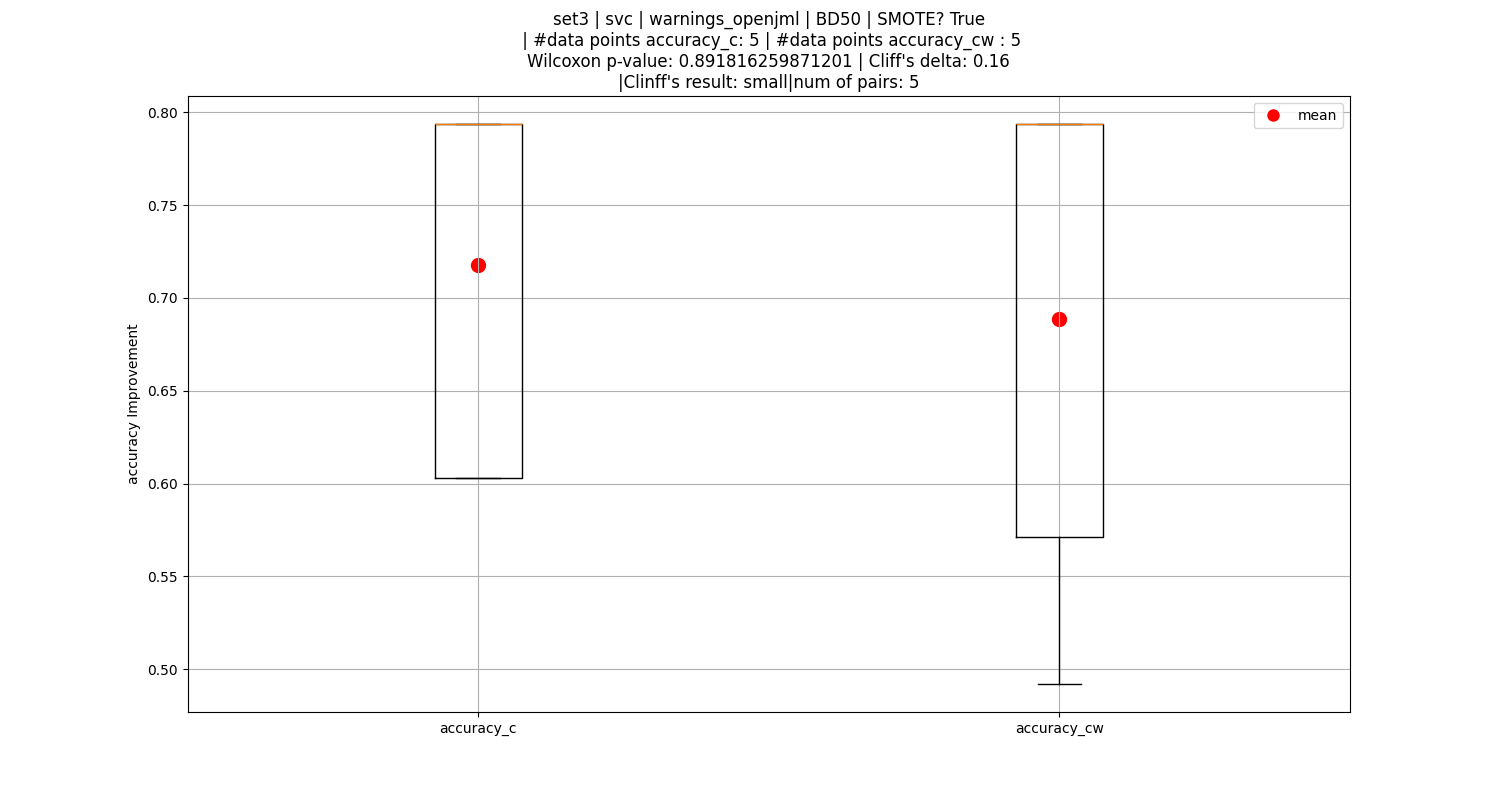 set3 | svc | warnings_openjml | BD50 | SMOTE? True
| #data points accuracy_c: 5 | #data points accuracy_cw : 5
Wilcoxon p-value: 0.891816259871201 | Cliff's delta: 0.16
|Clinff's result: small|num of pairs: 5
mean
0.80
0.75
0.70
0.65
0.60
0.55
0.50
accuracy Improvement
accuracy_c
accuracy_cw